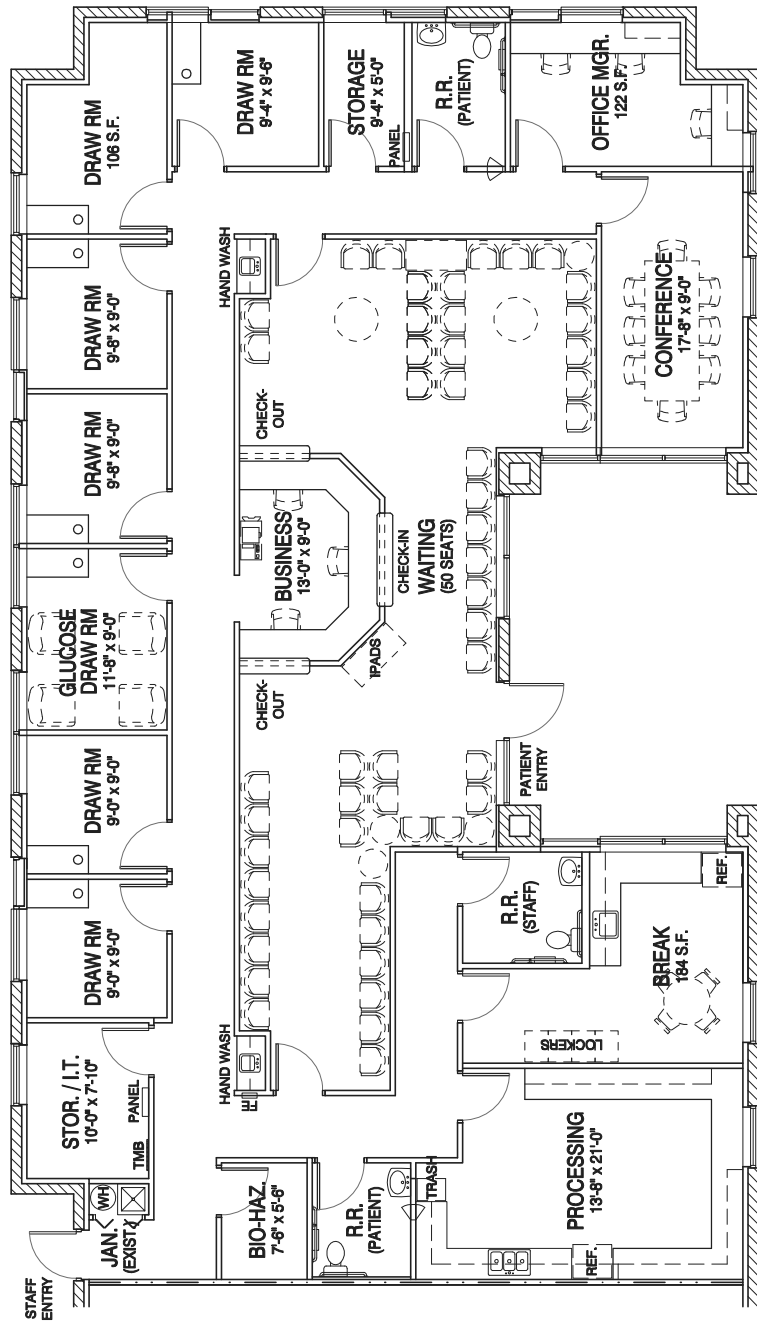 DRAW RM
106 S.F.
DRAW RM
9'-4" x 9'-6"
STORAGE
9'-4" x 5'-0"
PANEL
R.R.
(PATIENT)
OFFICE MGR.
122 S.F.
HAND WASH
DRAW RM
9'-8" x 9'-0"
CONFERENCE
17'-8" x 9'-0"
CHECK-
OUT
DRAW RM
9'-8" x 9'-0"
BUSINESS
13'-0" x 9'-0"
CHECK-IN
WAITING
(50 SEATS)
GLUCOSE
DRAW RM
11'-8" x 9'-0"
IPADS
CHECK-
OUT
PATIENT
ENTRY
DRAW RM
9'-0" x 9'-0"
DRAW RM
9'-0" x 9'-0"
R.R.
(STAFF)
REF.
BREAK
184 S.F.
LOCKERS
HAND WASH
FE
STOR. / I.T.
10'-0" x 7'-10"
PANEL
TMB
WH
JAN.
(EXIST.)
BIO-HAZ.
7'-6" x 5'-6"
R.R.
(PATIENT)
TRASH
PROCESSING
13'-8" x 21'-0"
REF.
STAFF
ENTRY